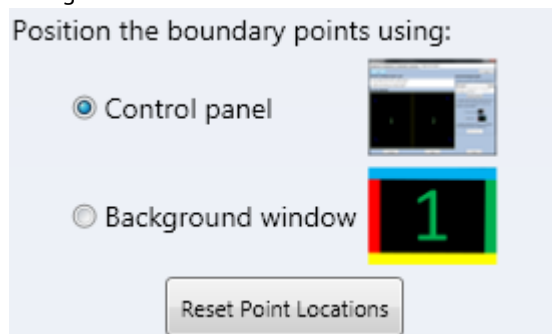 Position the boundary points using:
Control panel
Background window
1
Reset Point Locations